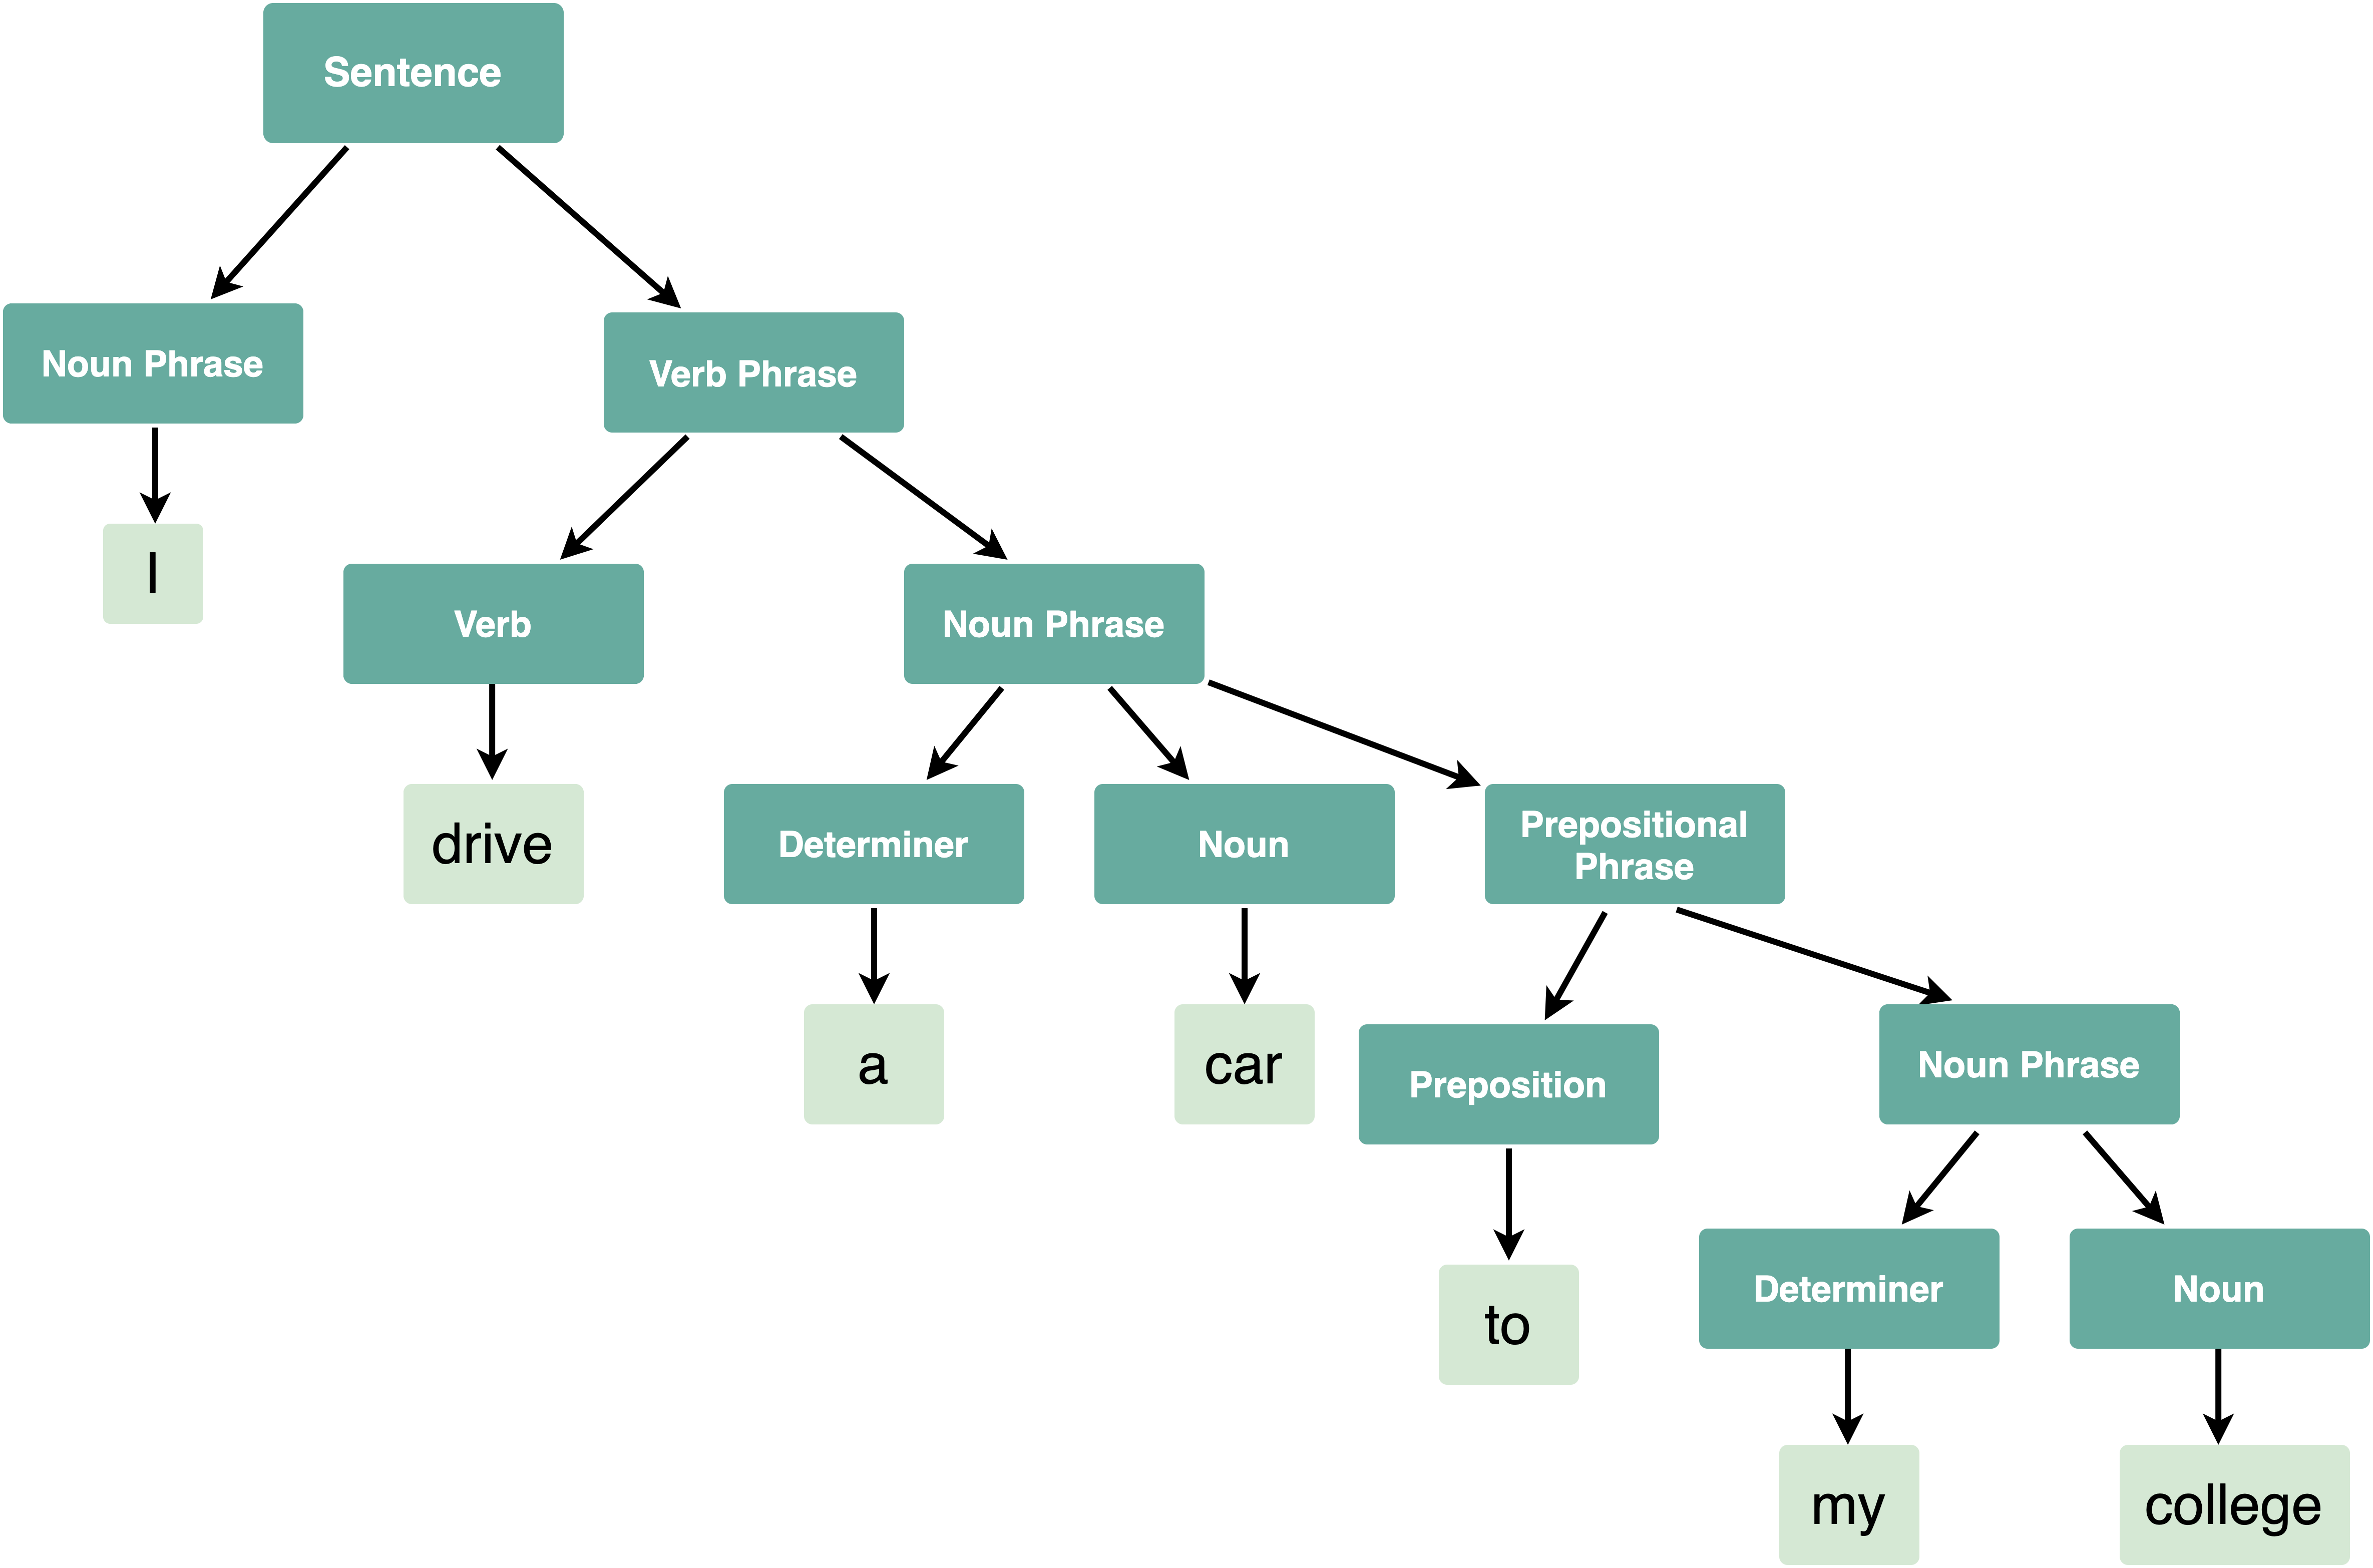 Sentence
Noun Phrase
Verb Phrase
I
Verb
Noun Phrase
drive
Determiner
Noun
Prepositional
Phrase
a
car
Preposition
Noun Phrase
to
Determiner
Noun
my
college